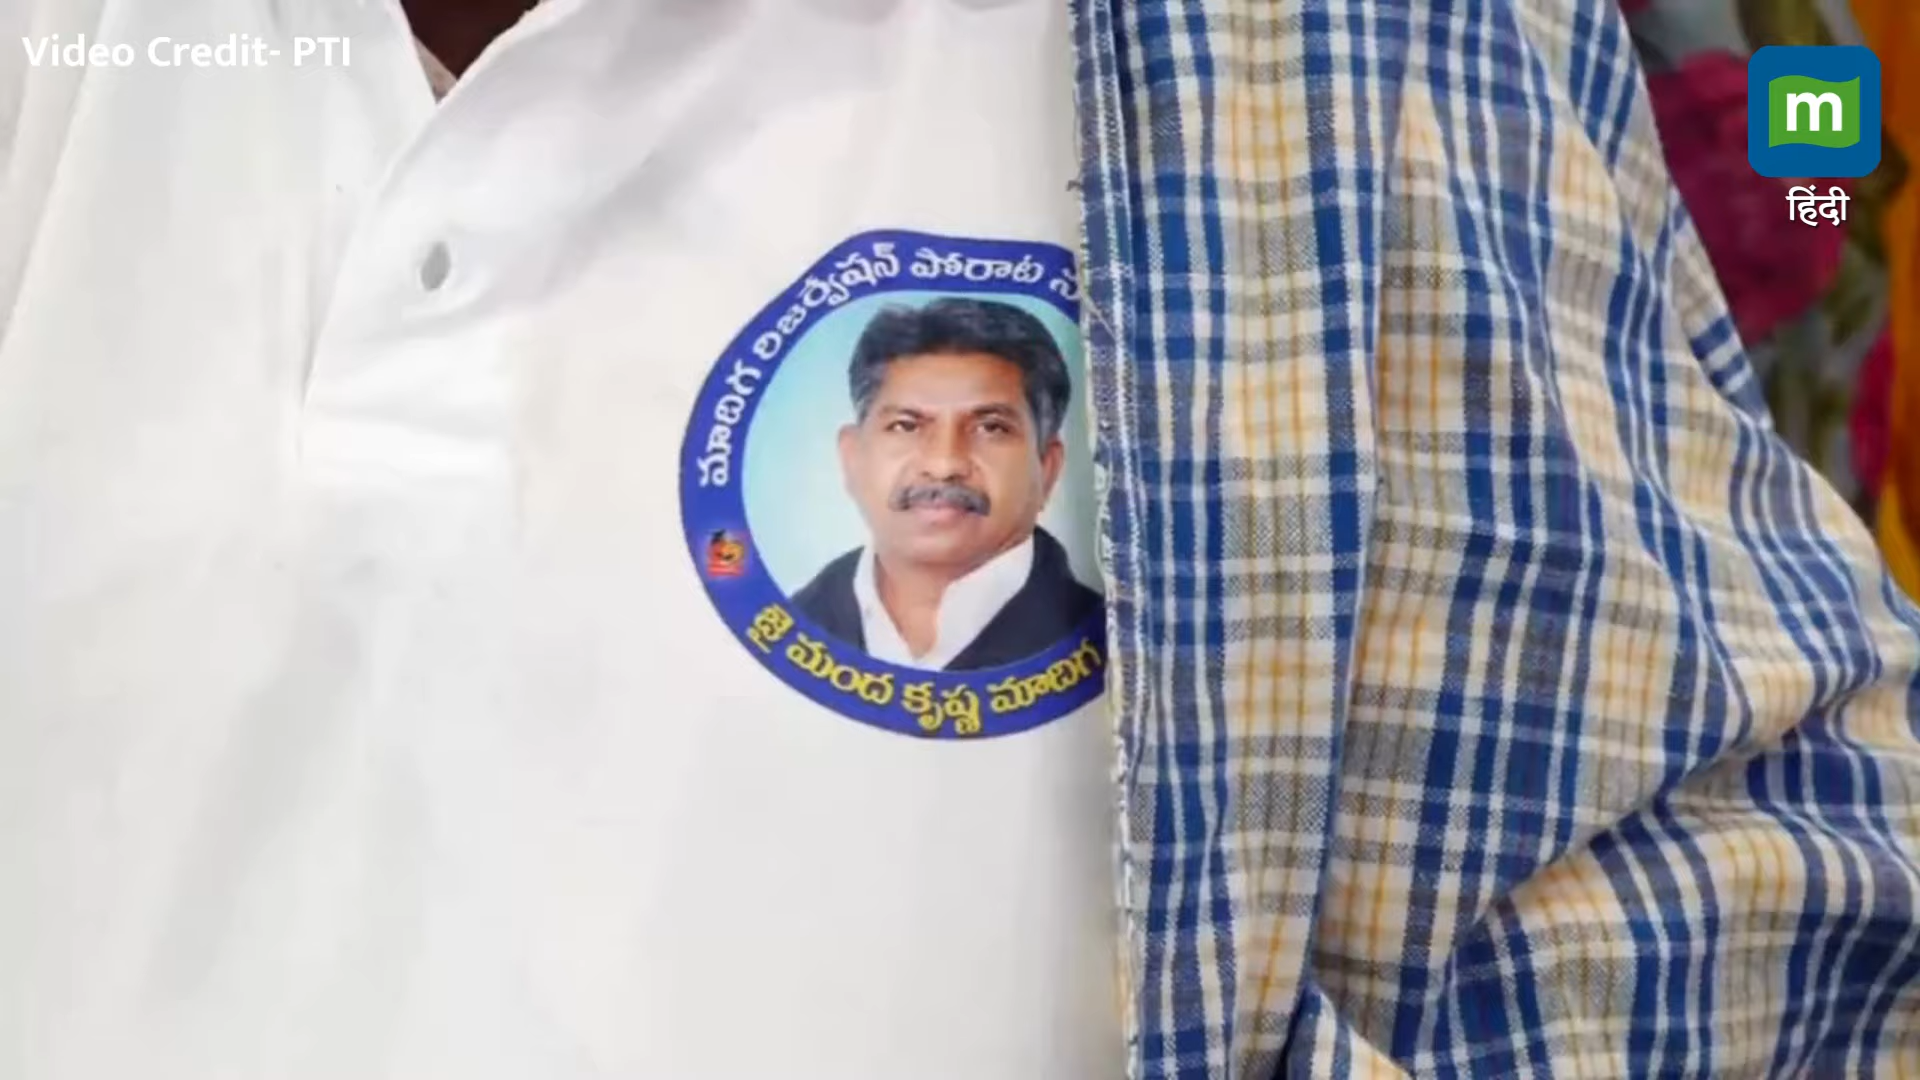 Video Credit- PTI
m
हिंदी
మాదిగ రిజర్వేషన్ పోరాట
జై మంద కృష్ణ మాదిగ